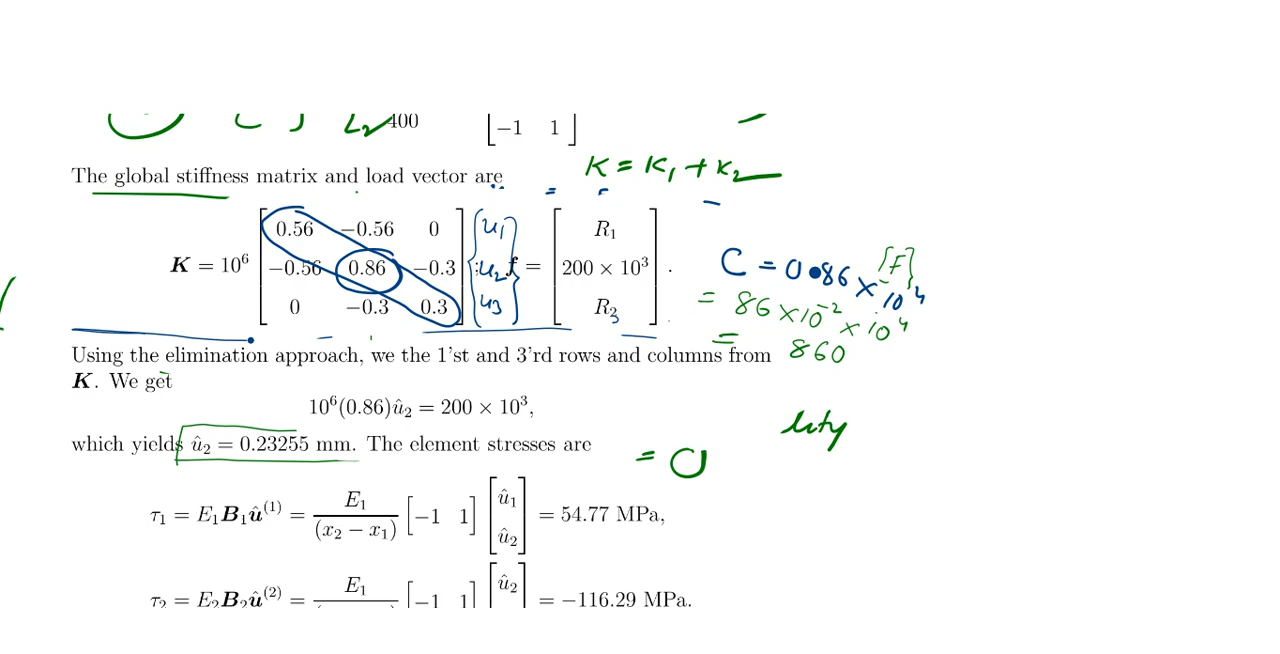 L₂ 400 [−1 1]
K = K₁ + K₂
The global stiffness matrix and load vector are
0.56 −0.56 0 u₁ R₁
K = 10⁶ −0.56 0.86 −0.3 , u₂ f = 200 × 10³ .
0 −0.3 0.3 u₃ R₃
{F}
C = 0.86 × 10⁴
= 86 × 10⁻² × 10⁴
= 860
Using the elimination approach, we the 1'st and 3'rd rows and columns from
K. We get
10⁶(0.86)û₂ = 200 × 10³,
which yields û₂ = 0.23255 mm. The element stresses are
= 0
τ₁ = E₁B₁û⁽¹⁾ = E₁/(x₂ − x₁) [−1 1] [û₁ û₂] = 54.77 MPa,
τ₂ = E₂B₂û⁽²⁾ = E₁ [−1 1] [û₂ = −116.29 MPa.